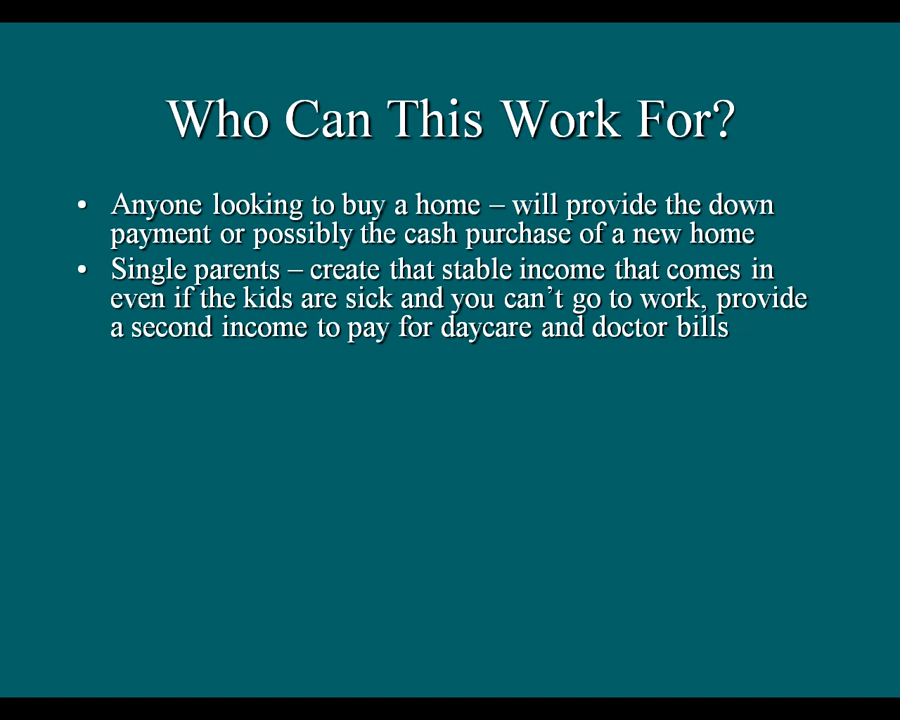 Who Can This Work For?
• Anyone looking to buy a home – will provide the down
payment or possibly the cash purchase of a new home
• Single parents – create that stable income that comes in
even if the kids are sick and you can’t go to work, provide
a second income to pay for daycare and doctor bills